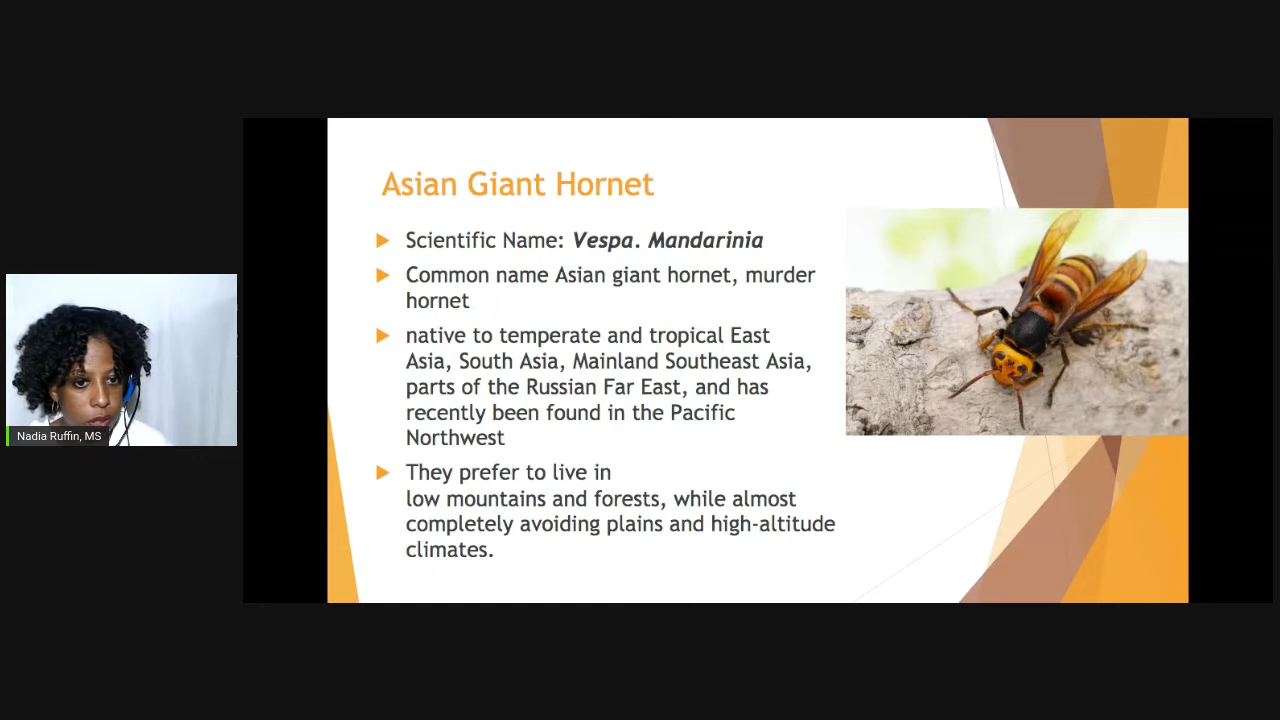 Asian Giant Hornet
Scientific Name: Vespa. Mandarinia
Common name Asian giant hornet, murder
hornet
native to temperate and tropical East
Asia, South Asia, Mainland Southeast Asia,
parts of the Russian Far East, and has
recently been found in the Pacific
Northwest
They prefer to live in
low mountains and forests, while almost
completely avoiding plains and high-altitude
climates.
Nadia Ruffin, MS